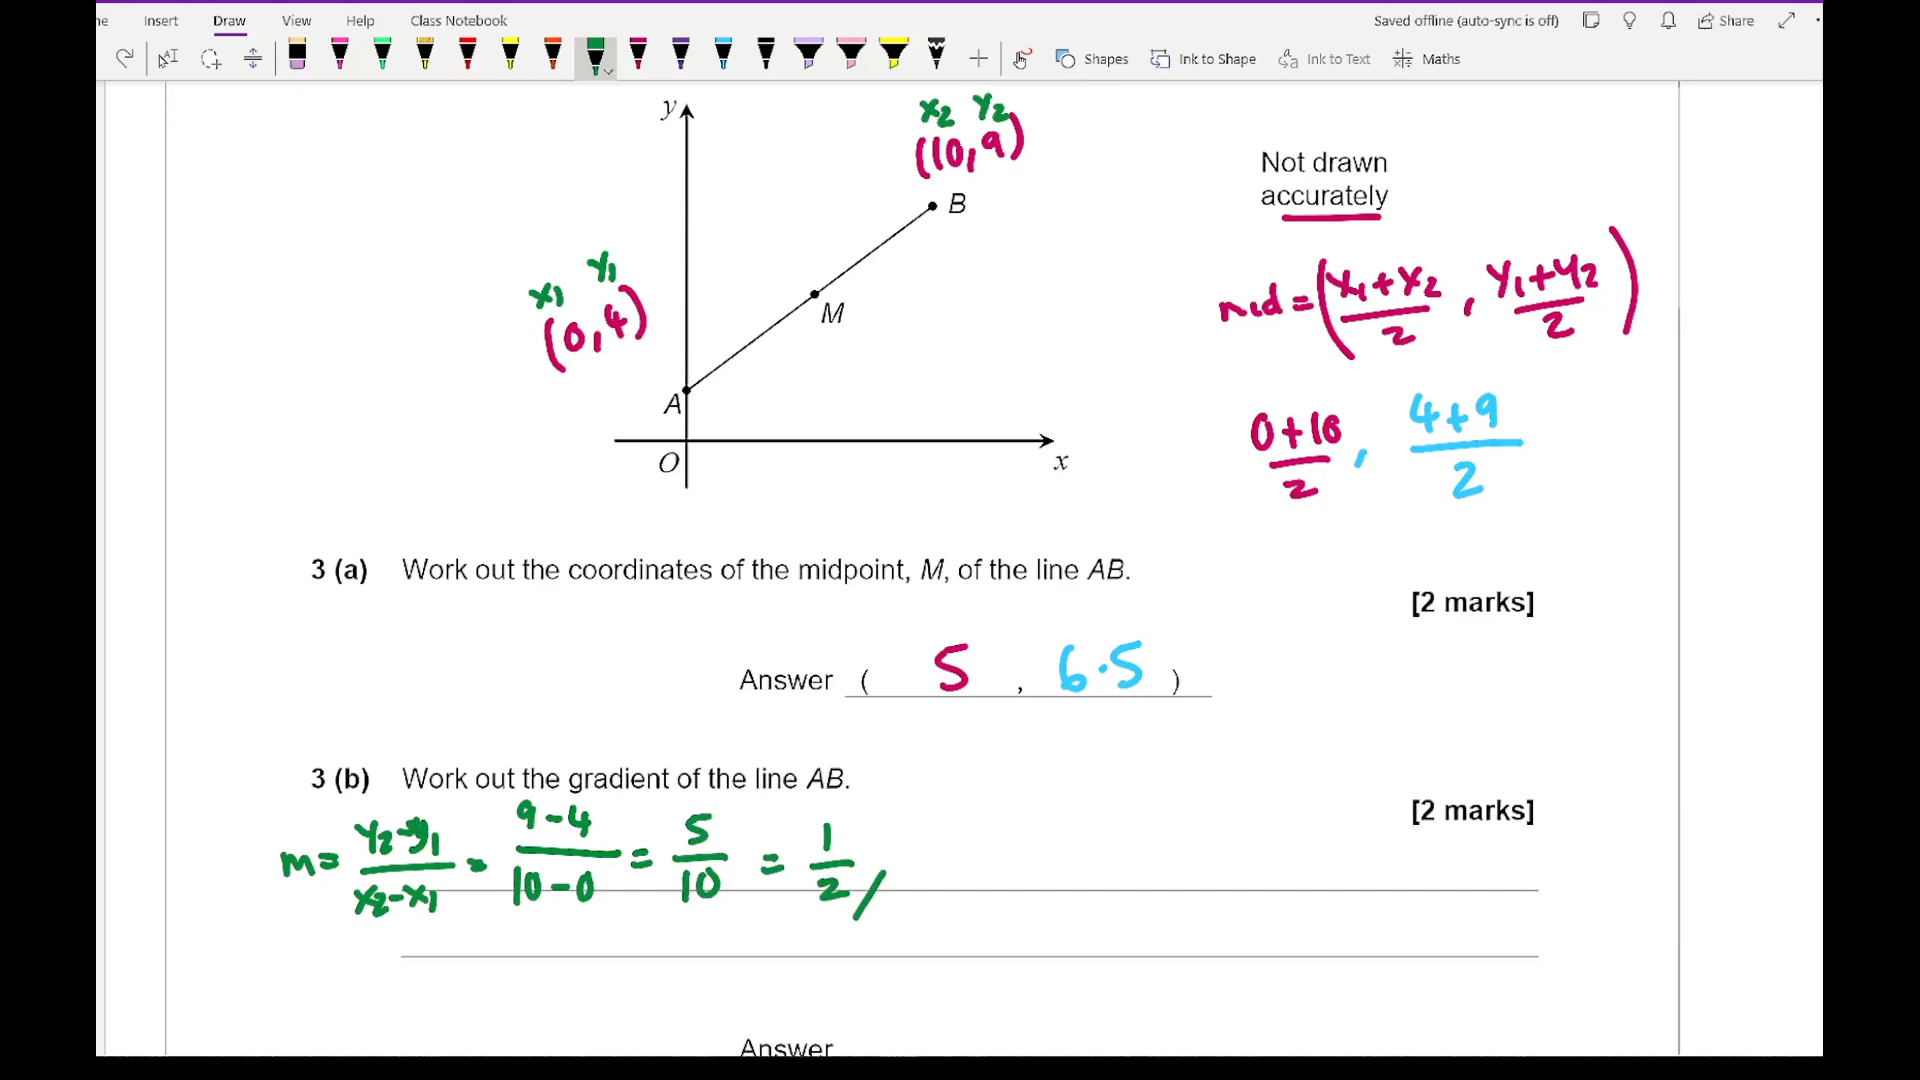 ne Insert Draw View Help Class Notebook Saved offline (auto-sync is off) Share
Shapes Ink to Shape Ink to Text Maths
y
x2 y2
(10,9)
Not drawn
accurately
B
x1 y1
(0,4)
M
mid = (x1+x2/2 , y1+y2/2)
A
O
x
0+10/2 , 4+9/2
3 (a) Work out the coordinates of the midpoint, M, of the line AB.
[2 marks]
Answer ( 5 , 6.5 )
3 (b) Work out the gradient of the line AB.
[2 marks]
m = y2-y1/x2-x1 = 9-4/10-0 = 5/10 = 1/2
Answer